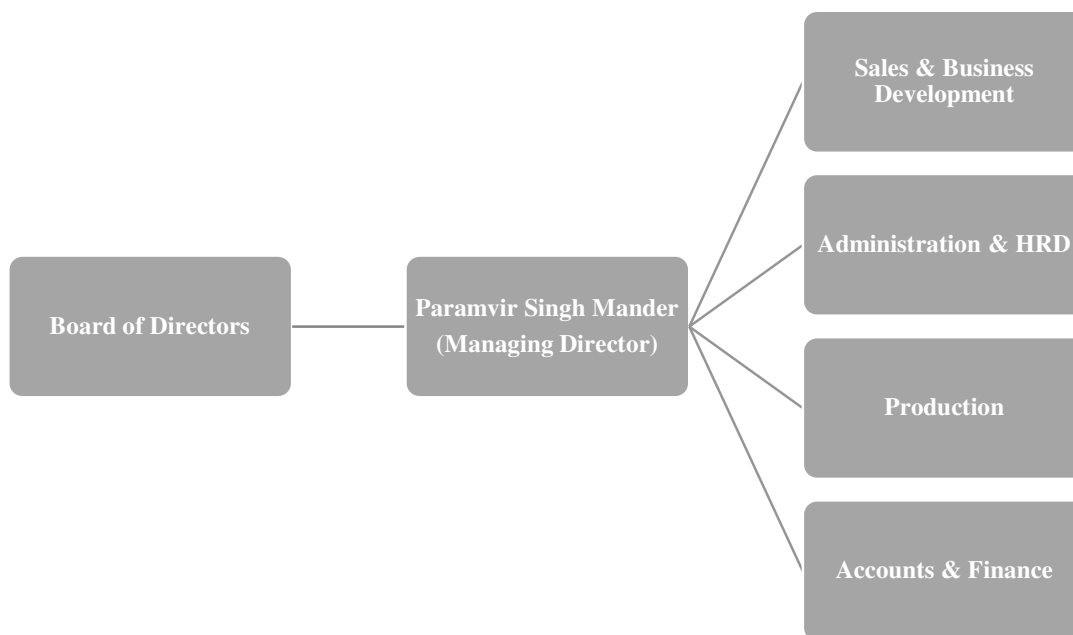 Sales & Business
Development
Administration & HRD
Board of Directors
Paramvir Singh Mander
(Managing Director)
Production
Accounts & Finance